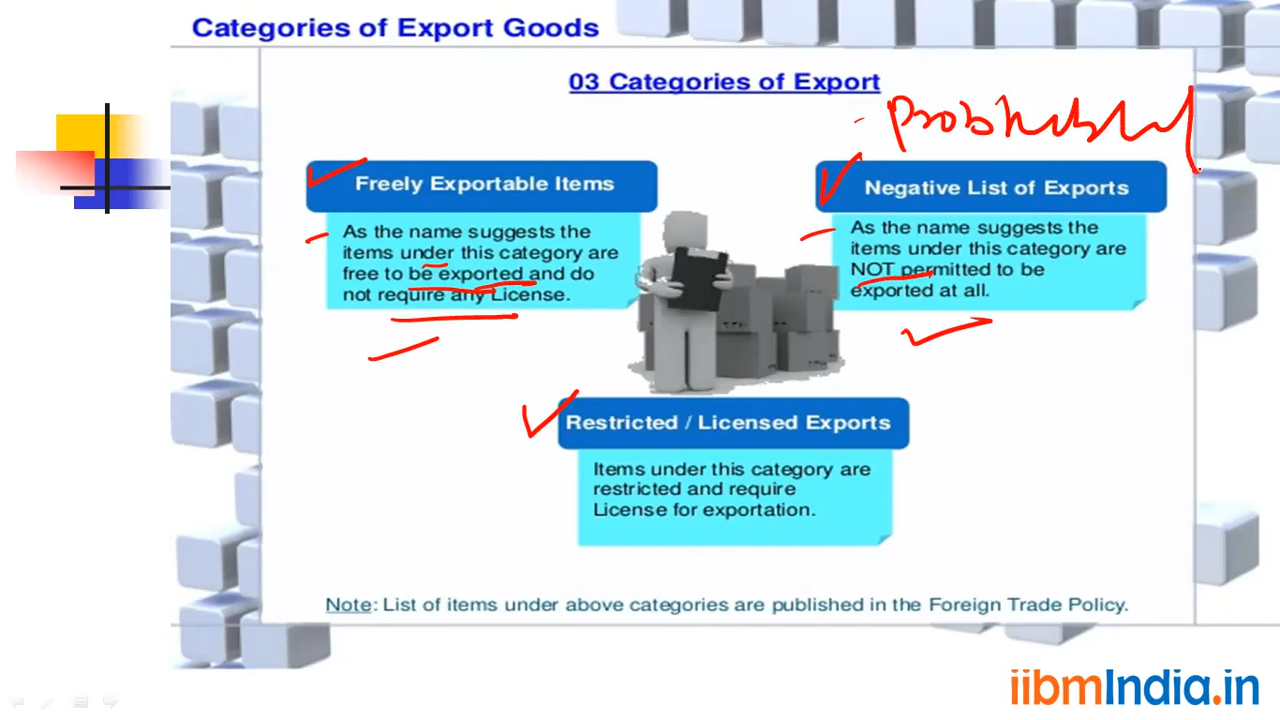 Categories of Export Goods
03 Categories of Export
Freely Exportable Items
As the name suggests the
items under this category are
free to be exported and do
not require any License.
Negative List of Exports
As the name suggests the
items under this category are
NOT permitted to be
exported at all.
Restricted / Licensed Exports
Items under this category are
restricted and require
License for exportation.
Note: List of items under above categories are published in the Foreign Trade Policy.
iibmIndia.in